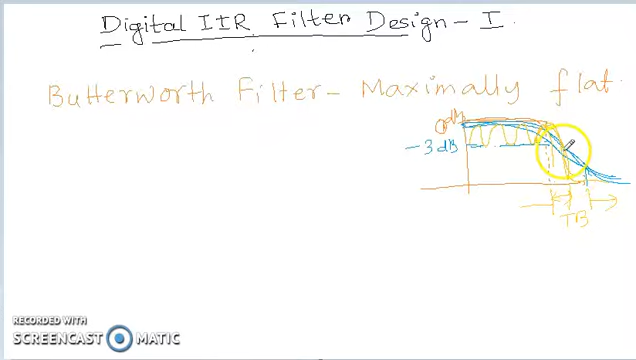 Digital IIR Filter Design - I.
Butterworth Filter - Maximally flat.
0dB
-3dB
TB
RECORDED WITH
SCREENCAST MATIC